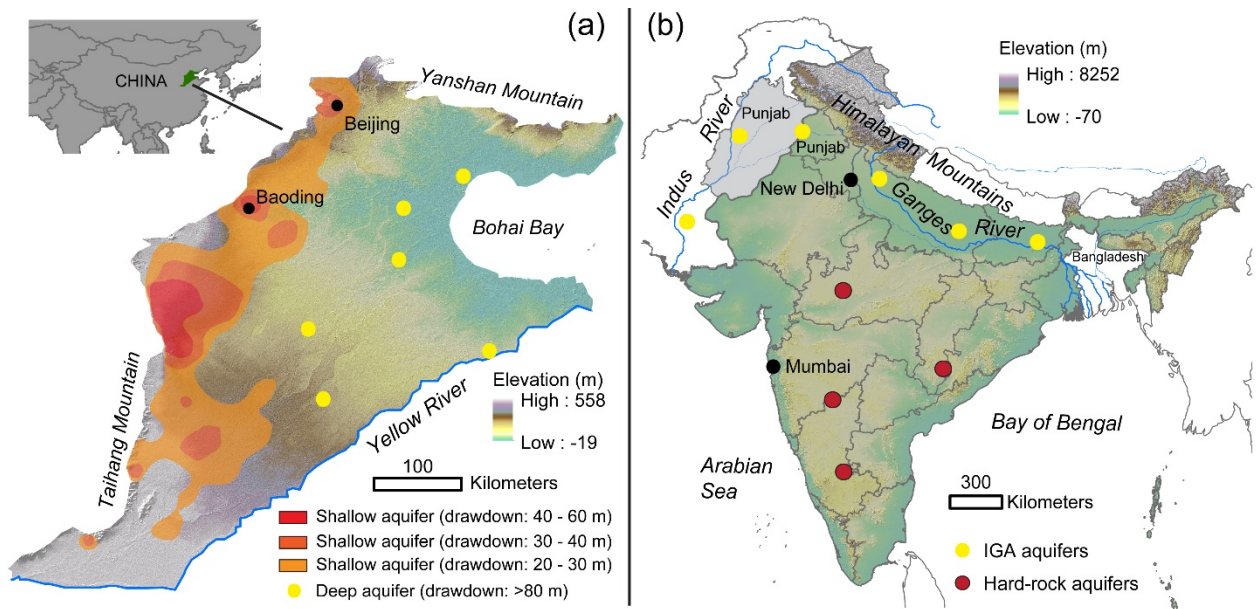 (a)
CHINA
Yanshan Mountain
Beijing
Baoding
Bohai Bay
Taihang Mountain
Yellow River
Elevation (m)
High : 558
Low : -19
100
Kilometers
Shallow aquifer (drawdown: 40 - 60 m)
Shallow aquifer (drawdown: 30 - 40 m)
Shallow aquifer (drawdown: 20 - 30 m)
Deep aquifer (drawdown: >80 m)
(b)
Elevation (m)
High : 8252
Low : -70
Indus River
Punjab
Punjab
Himalayan Mountains
New Delhi
Ganges River
Bangladesh
Mumbai
Bay of Bengal
Arabian
Sea
300
Kilometers
IGA aquifers
Hard-rock aquifers